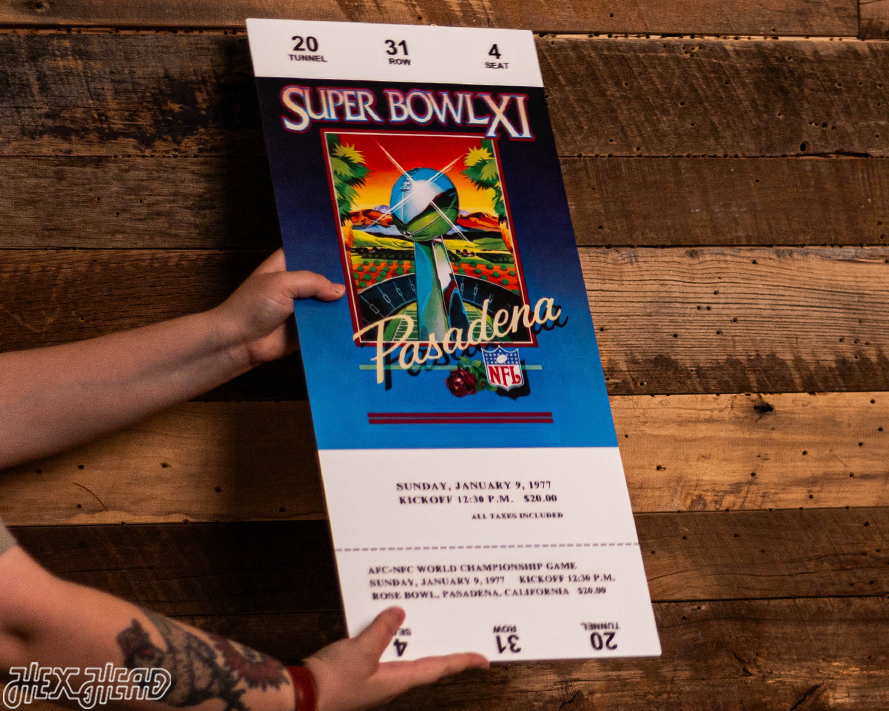 20 31 4
TUNNEL ROW SEAT
SUPER BOWL XI
Pasadena
NFL
SUNDAY, JANUARY 9, 1977
KICKOFF 12:30 P.M. $20.00
ALL TAXES INCLUDED
AFC-NFC WORLD CHAMPIONSHIP GAME
SUNDAY, JANUARY 9, 1977 KICKOFF 12:30 P.M.
ROSE BOWL, PASADENA, CALIFORNIA $20.00
TUNNEL ROW
20 31 4
HEX HEAD